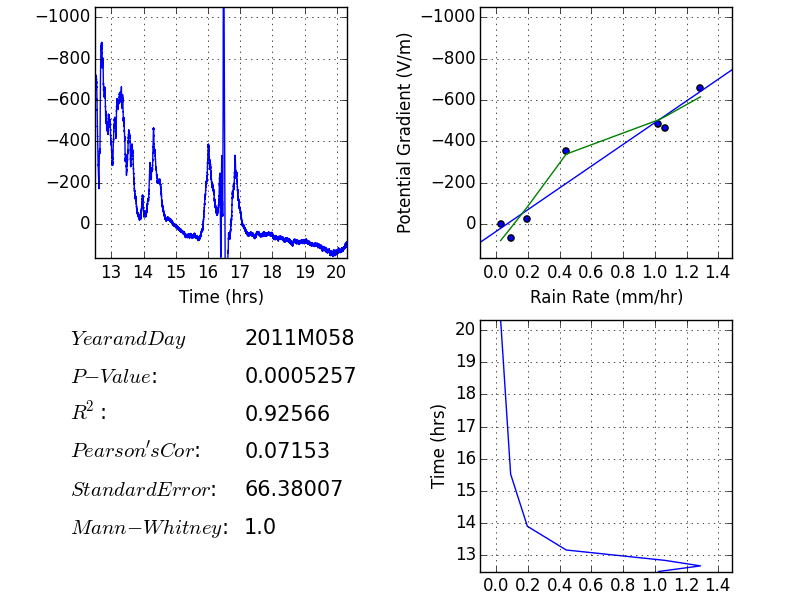 −1000
−800
−600
−400
−200
0
13 14 15 16 17 18 19 20
Time (hrs)
Potential Gradient (V/m)
−1000
−800
−600
−400
−200
0
0.0 0.2 0.4 0.6 0.8 1.0 1.2 1.4
Rain Rate (mm/hr)
YearandDay 2011M058
P−Value: 0.0005257
R²: 0.92566
Pearson'sCor: 0.07153
StandardError: 66.38007
Mann−Whitney: 1.0
Time (hrs)
20
19
18
17
16
15
14
13
0.0 0.2 0.4 0.6 0.8 1.0 1.2 1.4